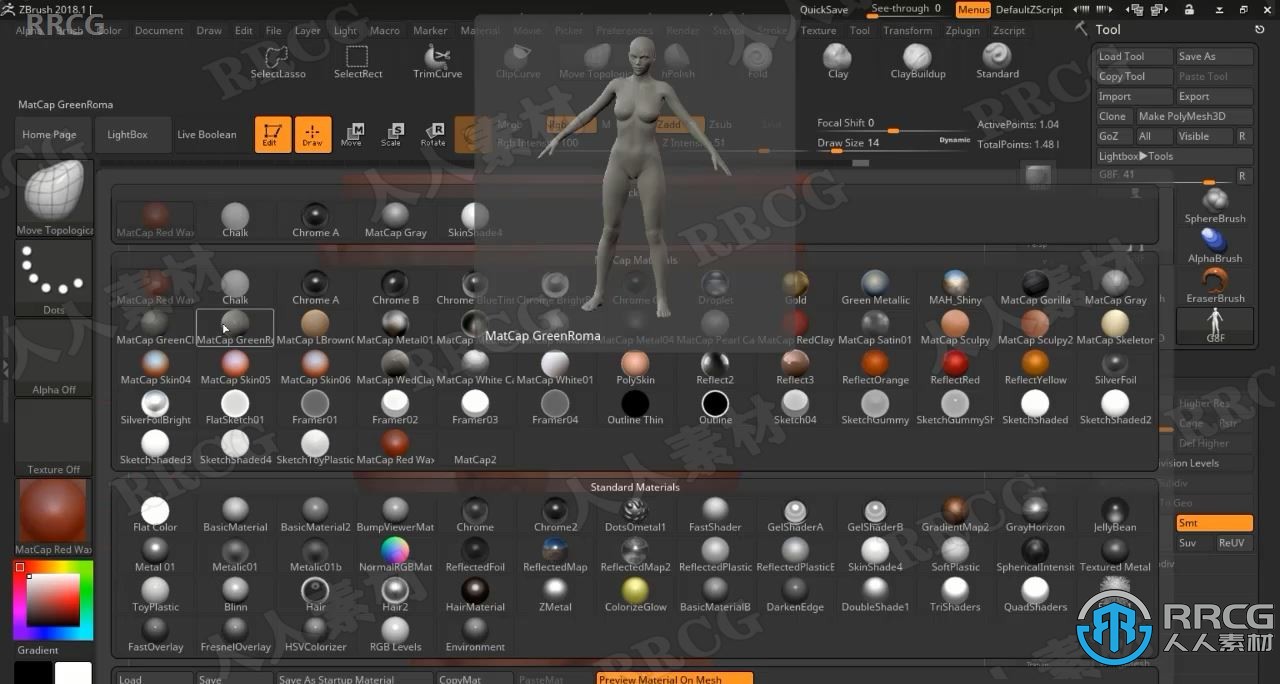 ZBrush 2018.1 [
QuickSave See-through 0 Menus DefaultZScript
RRCG
Alpha Brush Color Document Draw Edit File Layer Light Macro Marker Material Movie Picker Preferences Render Stencil Stroke Texture Tool Transform Zplugin Zscript
Tool
SelectLasso SelectRect TrimCurve ClipCurve Move Topological hPolish Fold Clay ClayBuildup Standard
Load Tool Save As
Copy Tool Paste Tool
Import Export
Clone Make PolyMesh3D
GoZ All Visible R
Lightbox▶Tools
G8F. 41 R
MatCap GreenRoma
Home Page LightBox Live Boolean Edit Draw Move Scale Rotate
Mrgb Rgb M Zadd Zsub
Rgb Intensity 100 Z Intensity 51
Focal Shift 0
Draw Size 14 Dynamic
ActivePoints: 1.04
TotalPoints: 1.48
Move Topologica
Dots
Alpha Off
Texture Off
MatCap Red Wax
Gradient
MatCap Red Wax Chalk Chrome A MatCap Gray SkinShade4
MatCap Materials
MatCap Red Wax Chalk Chrome A Chrome B Chrome BlueTint Chrome Bright Droplet Gold Green Metallic MAH_Shiny MatCap Gorilla MatCap Gray
MatCap GreenCl MatCap GreenRo MatCap LBrown MatCap Metal01 MatCap Metal04 MatCap Pearl Ca MatCap RedClay MatCap Satin01 MatCap Sculpy MatCap Sculpy2 MatCap Skeletor
MatCap GreenRoma
MatCap Skin04 MatCap Skin05 MatCap Skin06 MatCap WedClay MatCap White Ca MatCap White01 PolySkin Reflect2 Reflect3 ReflectOrange ReflectRed ReflectYellow SilverFoil
SilverFoilBright FlatSketch01 Framer01 Framer02 Framer03 Framer04 Outline Thin Outline Sketch04 SketchGummy SketchGummySh SketchShaded SketchShaded2
SketchShaded3 SketchShaded4 SketchToyPlastic MatCap Red Wax MatCap2
Standard Materials
Flat Color BasicMaterial BasicMaterial2 BumpViewerMat Chrome Chrome2 DotsOmetal1 FastShader GelShaderA GelShaderB GradientMap2 GrayHorizon JellyBean
Metal 01 Metalic01 Metalic01b NormalRGBMat ReflectedFoil ReflectedMap ReflectedMap2 ReflectedPlastic ReflectedPlasticE SkinShade4 SoftPlastic SphericalIntensit Textured Metal
ToyPlastic Blinn Hair Hair2 HairMaterial ZMetal ColorizeGlow BasicMaterialB DarkenEdge DoubleShade1 TriShaders QuadShaders
FastOverlay FresnelOverlay HSVColorizer RGB Levels Environment
Load Save Save As Startup Material CopyMat PasteMat Preview Material On Mesh
SphereBrush
AlphaBrush
EraserBrush
G8F
Higher Res
Cage Rstr
Del Higher
ivision Levels
Smt
Suv ReUV
RRCG
人人素材